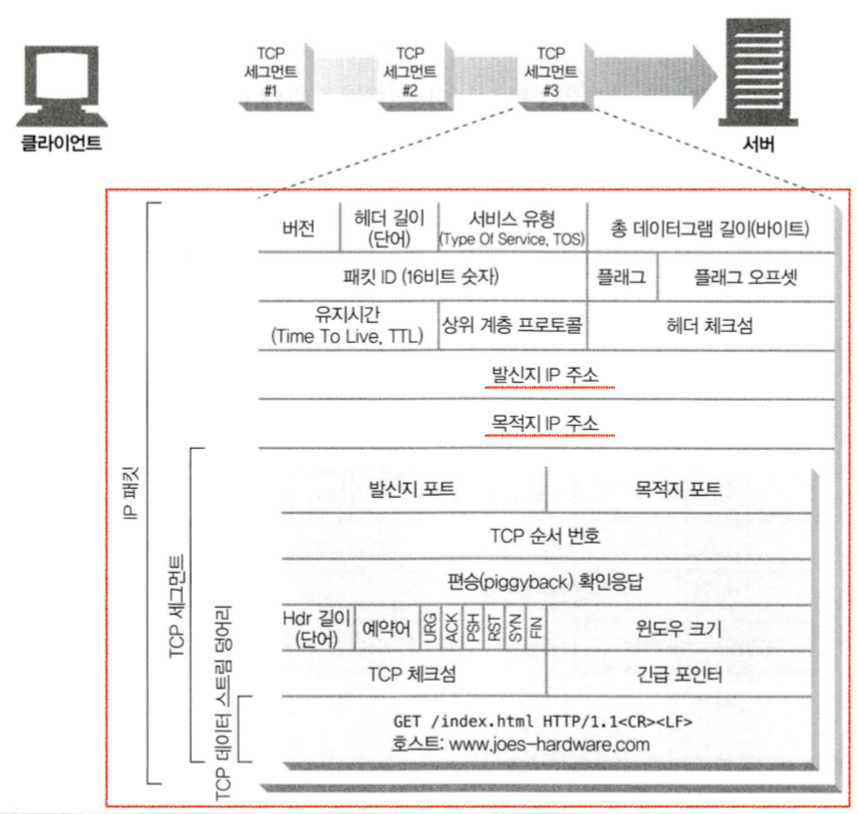 TCP
세그먼트
#1
TCP
세그먼트
#2
TCP
세그먼트
#3
클라이언트
서버
버전
헤더 길이
(단어)
서비스 유형
(Type Of Service, TOS)
총 데이터그램 길이(바이트)
패킷 ID (16비트 숫자)
플래그
플래그 오프셋
유지시간
(Time To Live, TTL)
상위 계층 프로토콜
헤더 체크섬
발신지 IP 주소
목적지 IP 주소
발신지 포트
목적지 포트
TCP 순서 번호
편승(piggyback) 확인응답
Hdr 길이
(단어)
예약어
URG
ACK
PSH
RST
SYN
FIN
윈도우 크기
TCP 체크섬
긴급 포인터
GET /index.html HTTP/1.1<CR><LF>
호스트: www.joes-hardware.com
IP 패킷
TCP 세그먼트
TCP 데이터 스트림 덩어리